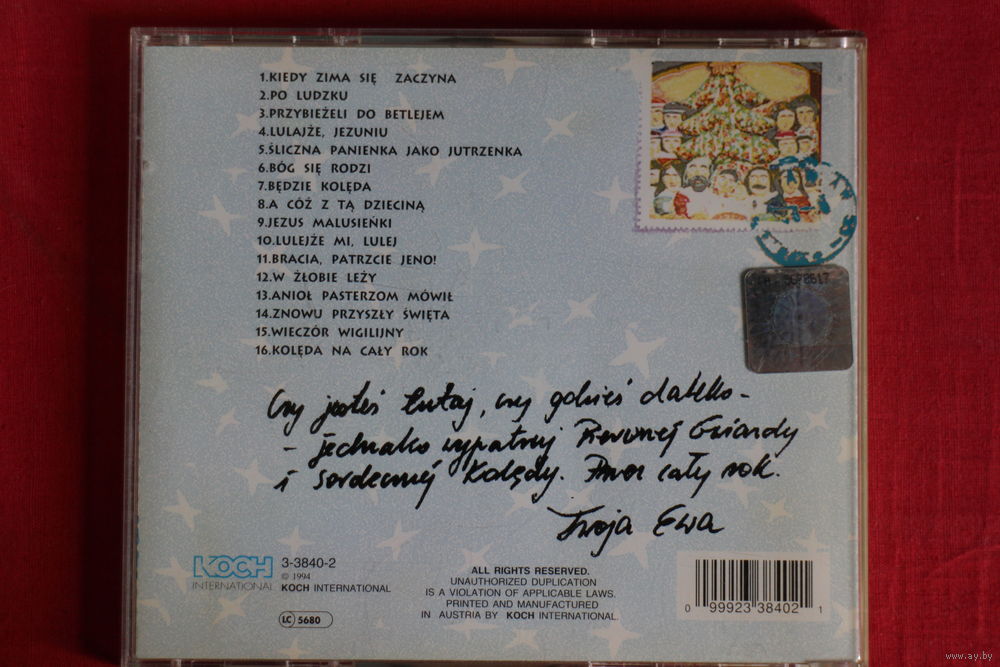 1.KIEDY ZIMA SIĘ ZACZYNA
2.PO LUDZKU
3.PRZYBIEŻELI DO BETLEJEM
4.LULAJŻE, JEZUNIU
5.ŚLICZNA PANIENKA JAKO JUTRZENKA
6.BÓG SIĘ RODZI
7.BĘDZIE KOLĘDA
8.A CÓŻ Z TĄ DZIECINĄ
9.JEZUS MALUSIEŃKI
10.LULEJŻE MI, LULEJ
11.BRACIA, PATRZCIE JENO!
12.W ŻŁOBIE LEŻY
13.ANIOŁ PASTERZOM MÓWIŁ
14.ZNOWU PRZYSZŁY ŚWIĘTA
15.WIECZÓR WIGILIJNY
16.KOLĘDA NA CAŁY ROK
Czy jesteś tutaj, czy gdzieś daleko -
- jednako wypatruj Pierwszej Gwiazdy
i serdecznej Kolędy. Przez cały rok.
Twoja Ewa
KOCH
INTERNATIONAL
3-3840-2
© 1994
KOCH INTERNATIONAL
LC 5680
ALL RIGHTS RESERVED.
UNAUTHORIZED DUPLICATION
IS A VIOLATION OF APPLICABLE LAWS.
PRINTED AND MANUFACTURED
IN AUSTRIA BY KOCH INTERNATIONAL.
0 99923 38402 1
www.ay.by